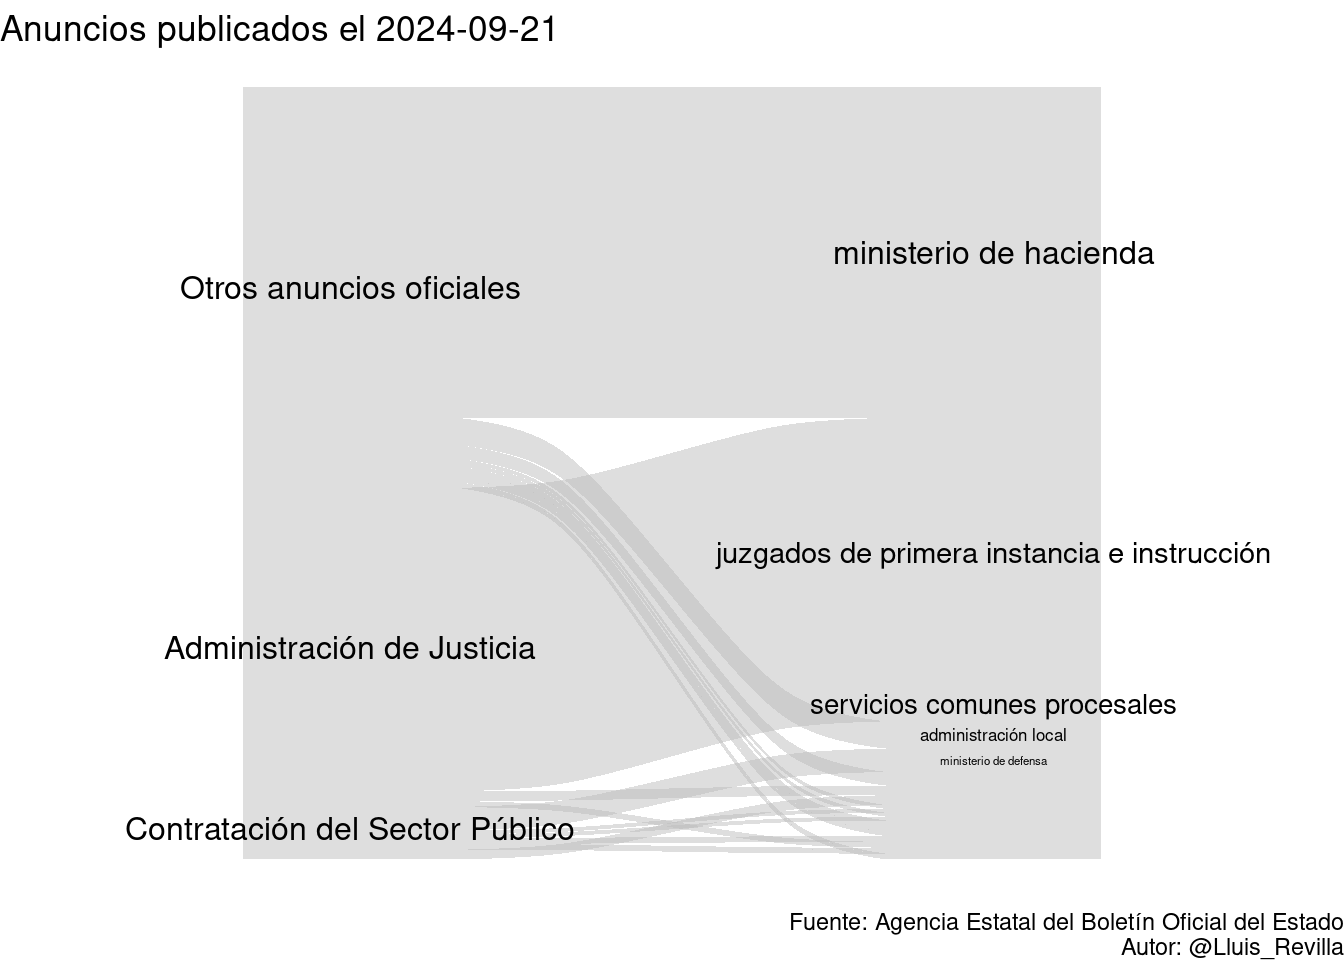 Anuncios publicados el 2024-09-21
ministerio de hacienda
Otros anuncios oficiales
juzgados de primera instancia e instrucción
Administración de Justicia
servicios comunes procesales
administración local
ministerio de defensa
Contratación del Sector Público
Fuente: Agencia Estatal del Boletín Oficial del Estado
Autor: @Lluis_Revilla